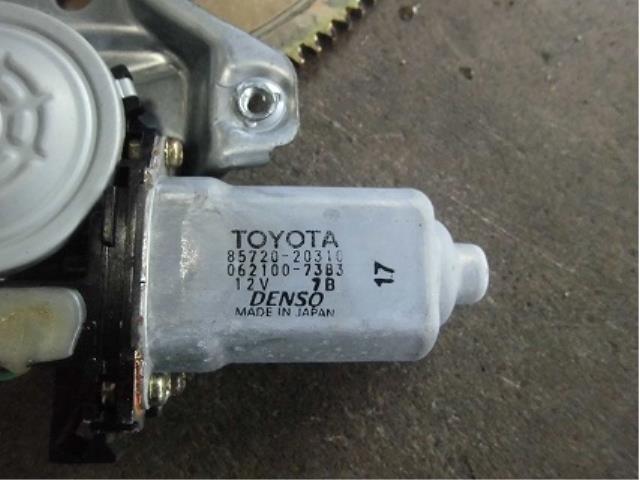 TOYOTA
85720-20310
062100-7383
12V 7B
DENSO
MADE IN JAPAN
17